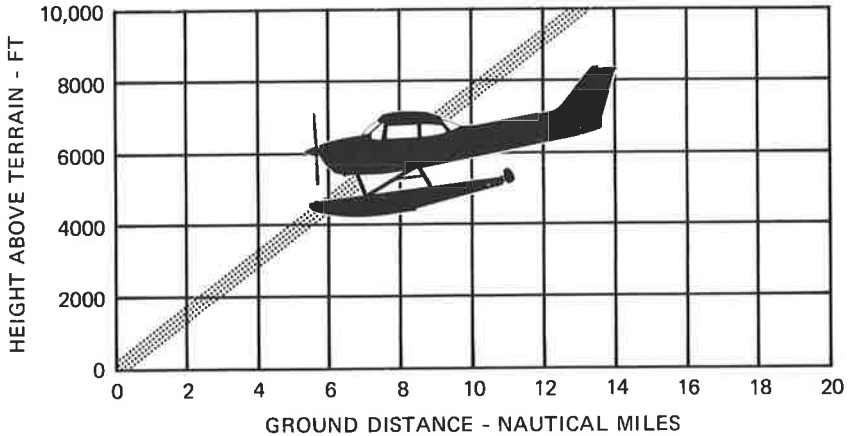 HEIGHT ABOVE TERRAIN - FT
10,000
8000
6000
4000
2000
0
0 2 4 6 8 10 12 14 16 18 20
GROUND DISTANCE - NAUTICAL MILES